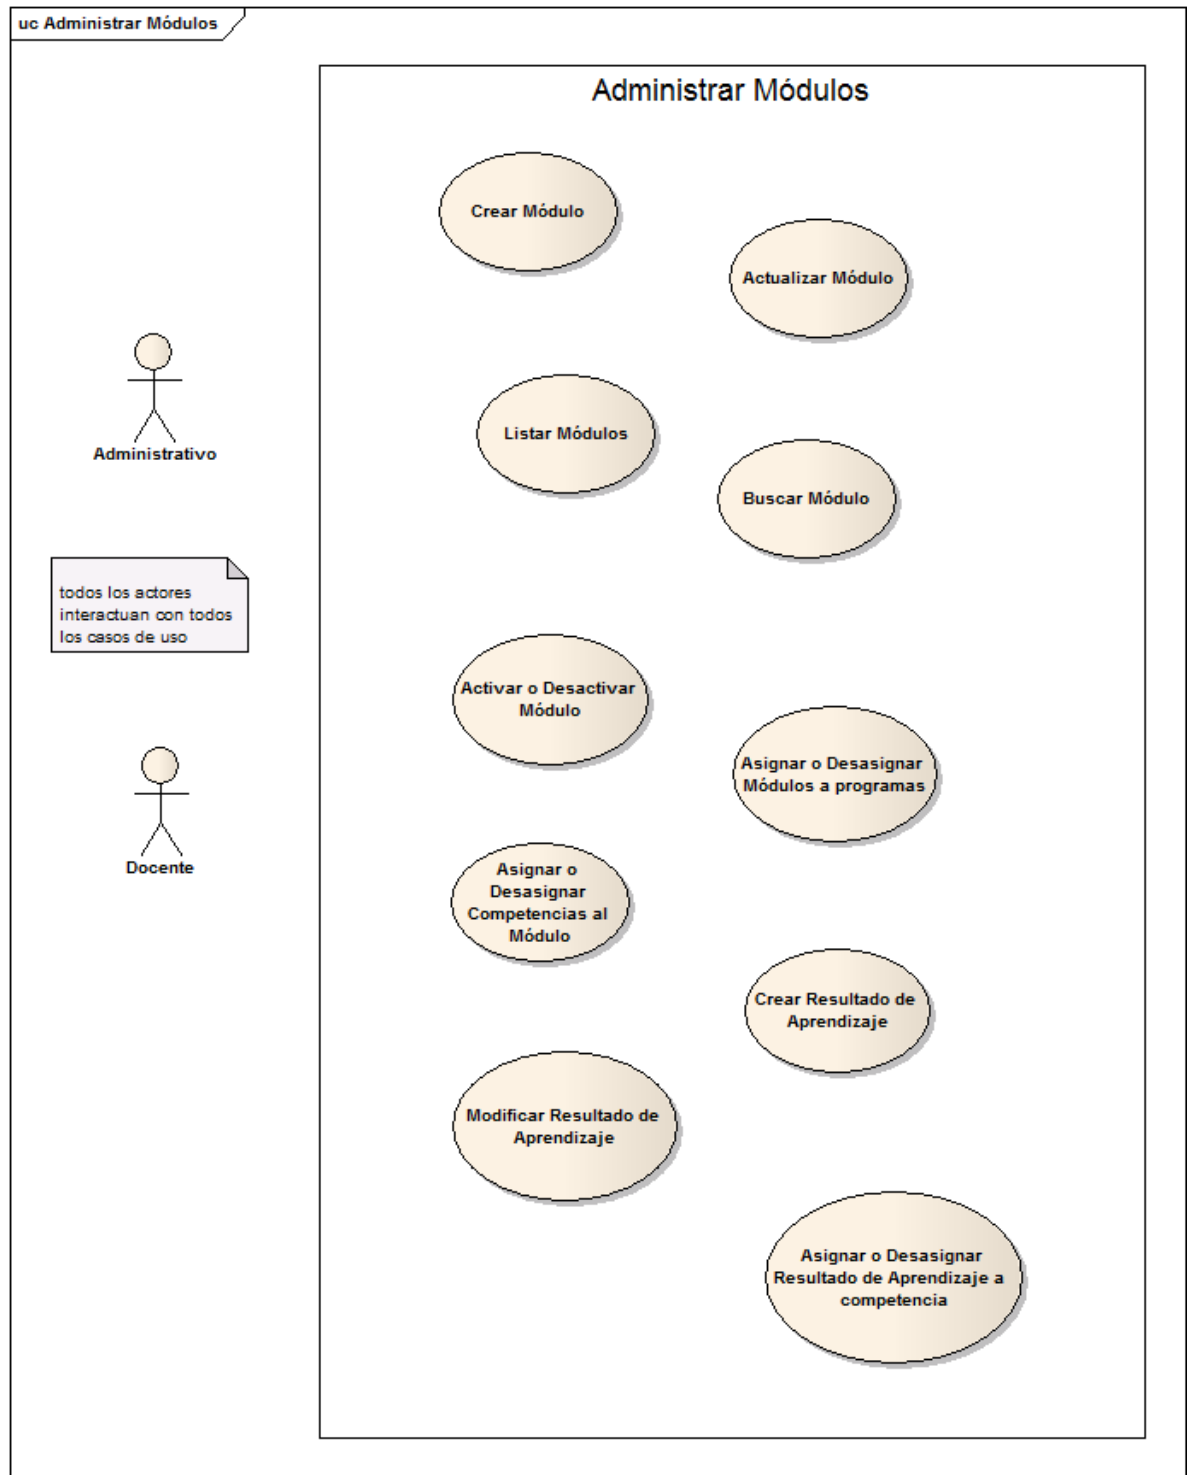 uc Administrar Módulos
Administrar Módulos
Crear Módulo
Actualizar Módulo
Listar Módulos
Administrativo
Buscar Módulo
todos los actores
interactuan con todos
los casos de uso
Activar o Desactivar
Módulo
Asignar o Desasignar
Módulos a programas
Docente
Asignar o
Desasignar
Competencias al
Módulo
Crear Resultado de
Aprendizaje
Modificar Resultado de
Aprendizaje
Asignar o Desasignar
Resultado de Aprendizaje a
competencia